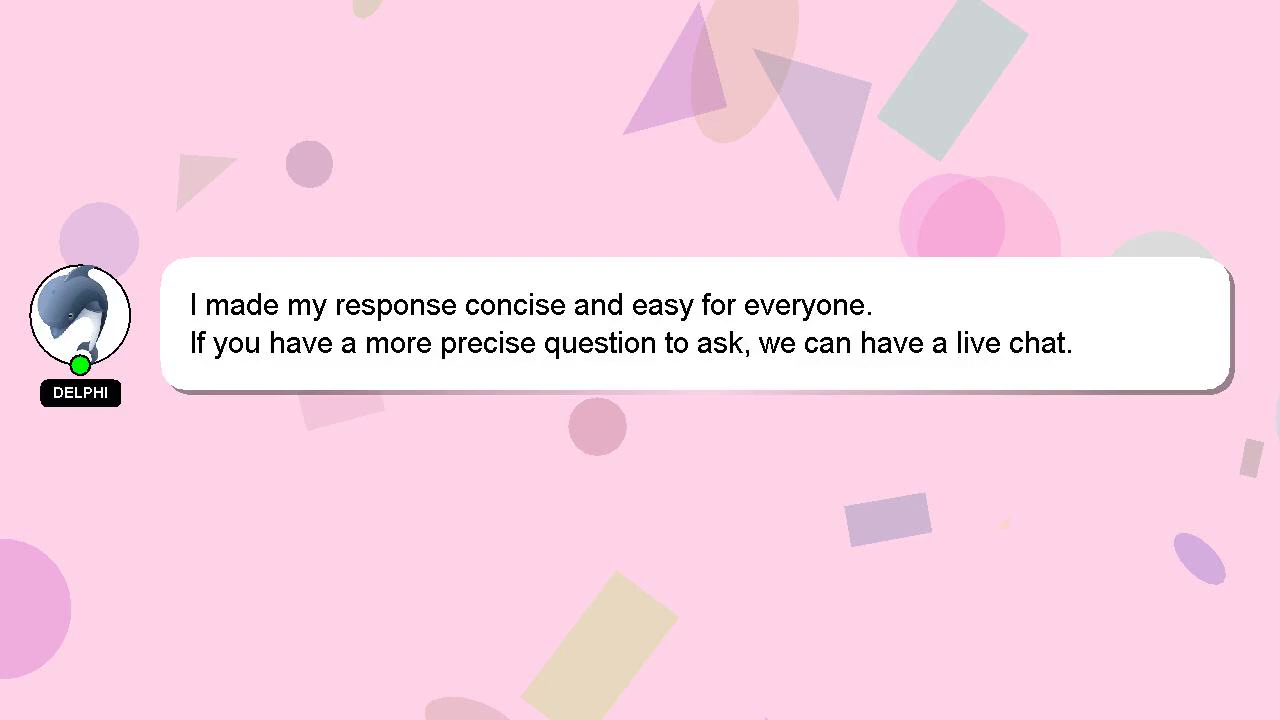 I made my response concise and easy for everyone.
If you have a more precise question to ask, we can have a live chat.
DELPHI